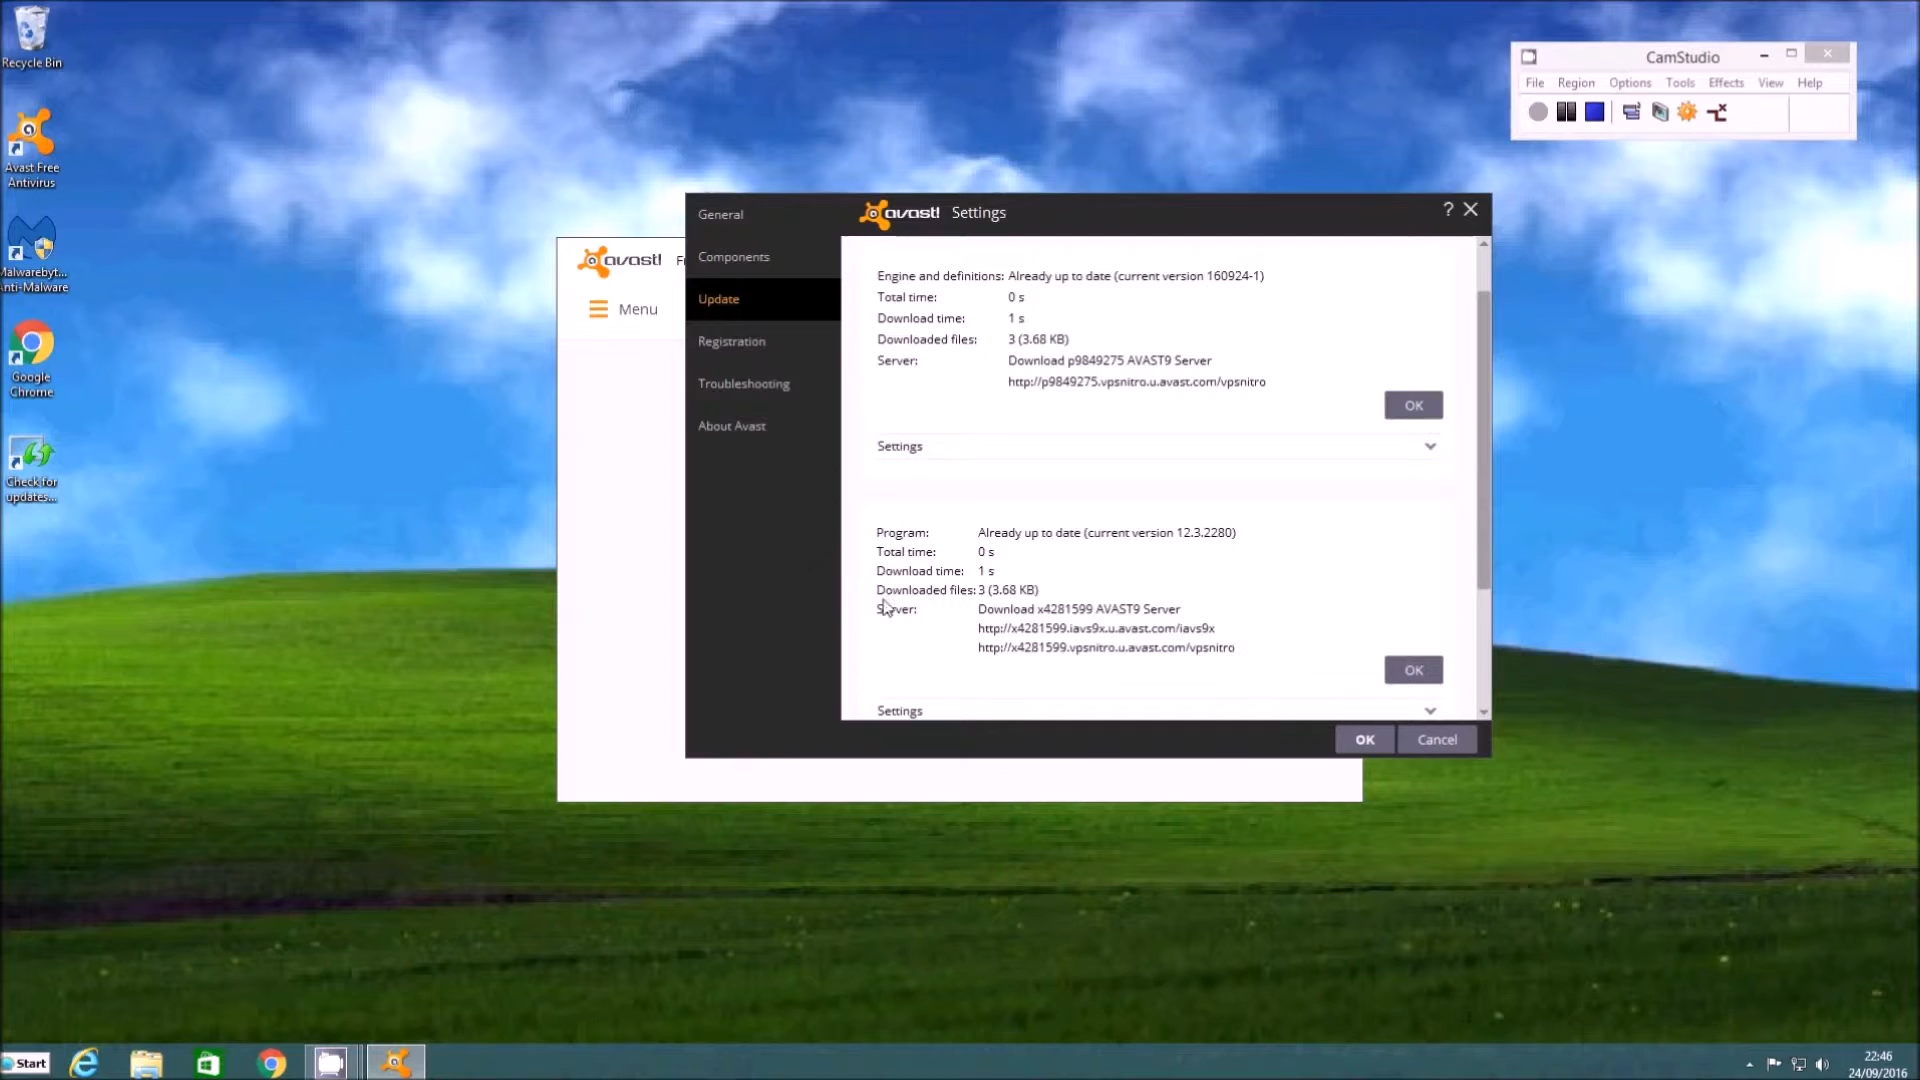 Recycle Bin
Avast Free
Antivirus
Malwarebyt...
Anti-Malware
Google
Chrome
Check for
updates...
CamStudio
File Region Options Tools Effects View Help
avast! F
Menu
General
Components
Update
Registration
Troubleshooting
About Avast
avast! Settings
?
Engine and definitions: Already up to date (current version 160924-1)
Total time: 0 s
Download time: 1 s
Downloaded files: 3 (3.68 KB)
Server: Download p9849275 AVAST9 Server
http://p9849275.vpsnitro.u.avast.com/vpsnitro
OK
Settings
Program: Already up to date (current version 12.3.2280)
Total time: 0 s
Download time: 1 s
Downloaded files: 3 (3.68 KB)
Server: Download x4281599 AVAST9 Server
http://x4281599.iavs9x.u.avast.com/iavs9x
http://x4281599.vpsnitro.u.avast.com/vpsnitro
OK
Settings
OK Cancel
Start
22:46
24/09/2016